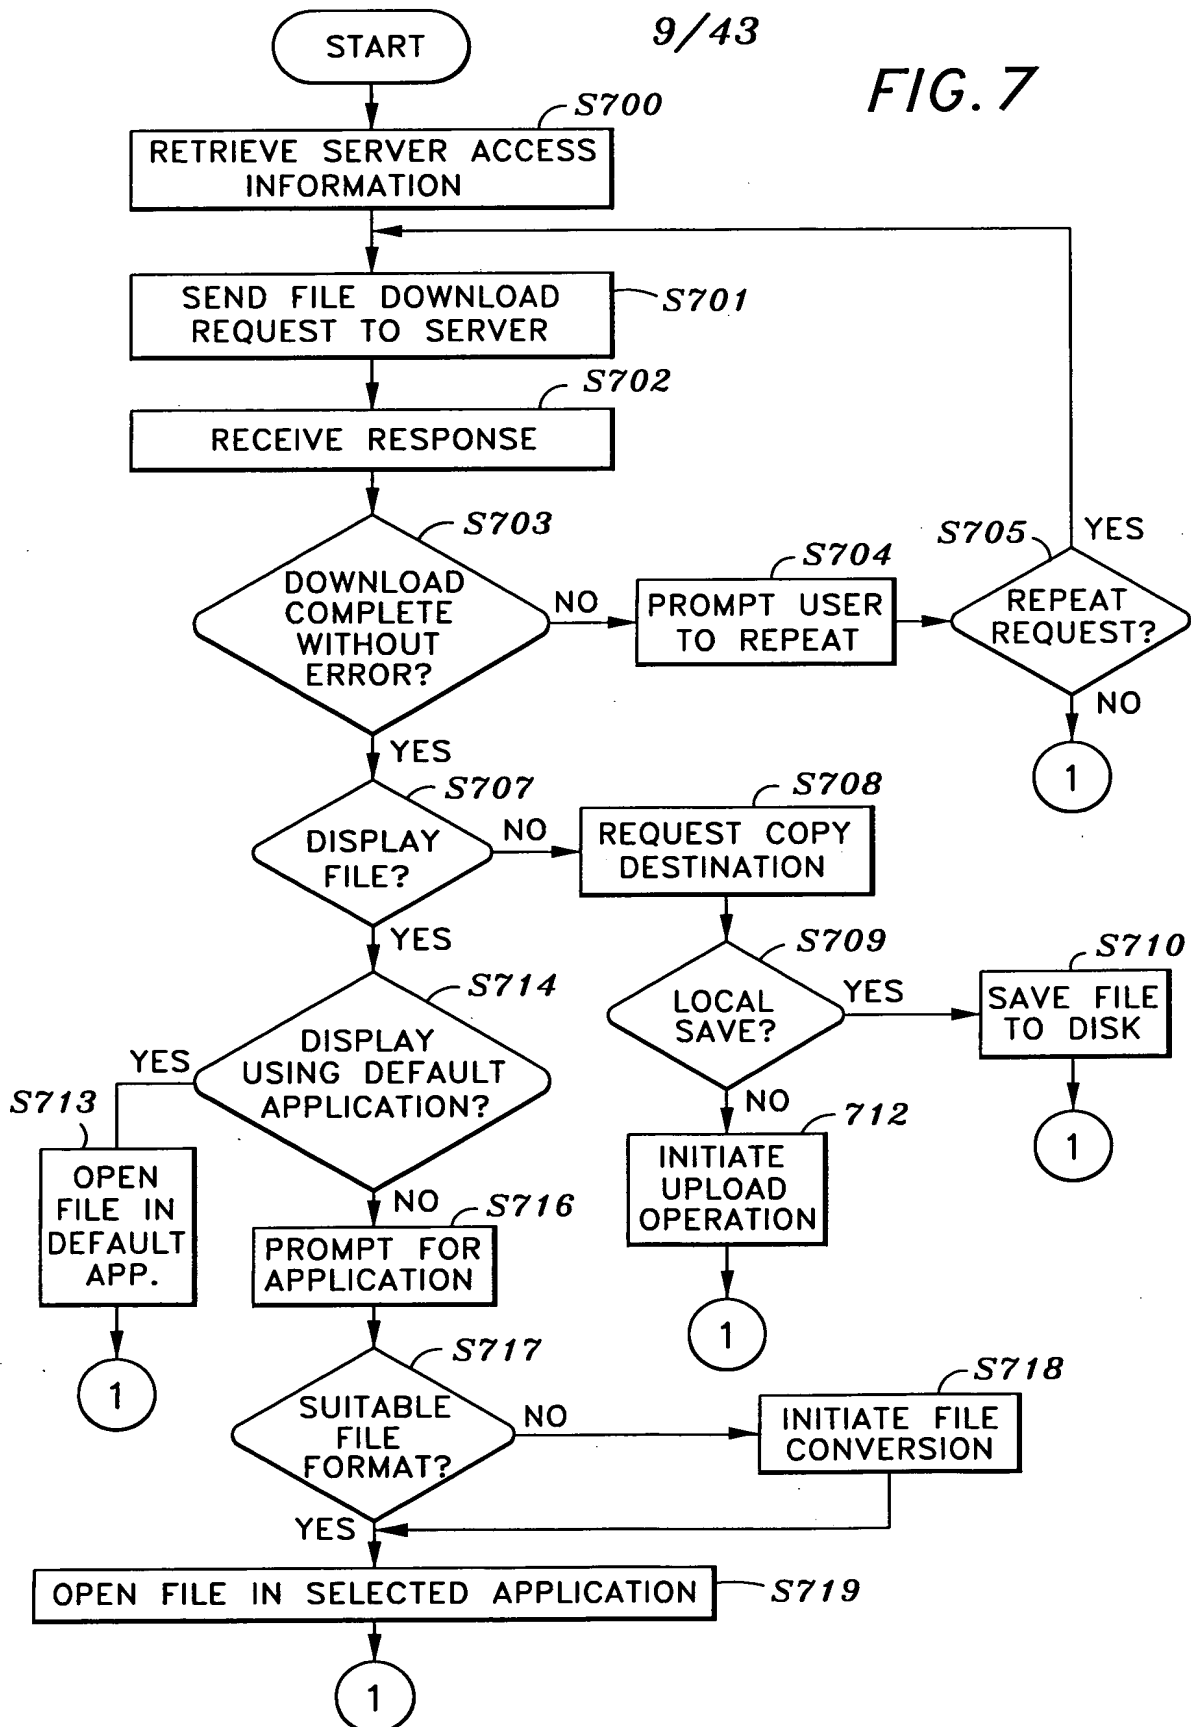 9/43
FIG. 7
START
S700
RETRIEVE SERVER ACCESS
INFORMATION
SEND FILE DOWNLOAD
REQUEST TO SERVER
S701
S702
RECEIVE RESPONSE
S703
DOWNLOAD
COMPLETE
WITHOUT
ERROR?
NO
S704
PROMPT USER
TO REPEAT
S705
YES
REPEAT
REQUEST?
NO
1
YES
S707
DISPLAY
FILE?
NO
S708
REQUEST COPY
DESTINATION
YES
S709
LOCAL
SAVE?
YES
S710
SAVE FILE
TO DISK
1
NO
712
INITIATE
UPLOAD
OPERATION
1
S714
DISPLAY
USING DEFAULT
APPLICATION?
YES
S713
OPEN
FILE IN
DEFAULT
APP.
1
NO
S716
PROMPT FOR
APPLICATION
S717
SUITABLE
FILE
FORMAT?
NO
S718
INITIATE FILE
CONVERSION
YES
OPEN FILE IN SELECTED APPLICATION
S719
1